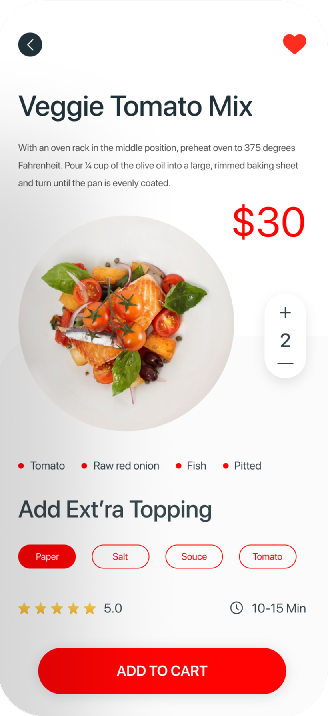 Veggie Tomato Mix
With an oven rack in the middle position, preheat oven to 375 degrees
Fahrenheit. Pour ¼ cup of the olive oil into a large, rimmed baking sheet
and turn until the pan is evenly coated.
$30
+
2
—
Tomato Raw red onion Fish Pitted
Add Ext’ra Topping
Paper Salt Souce Tomato
5.0 10-15 Min
ADD TO CART